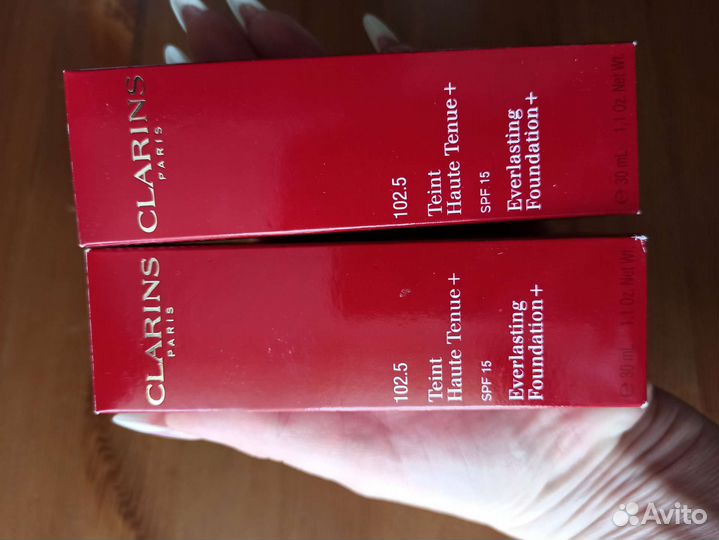 CLARINS
PARIS
102.5
Teint
Haute Tenue+
SPF 15
Everlasting
Foundation+
℮ 30 mL 1.1 Oz. Net Wt.
CLARINS
PARIS
102.5
Teint
Haute Tenue+
SPF 15
Everlasting
Foundation+
℮ 30 mL 1.1 Oz. Net Wt.
Avito